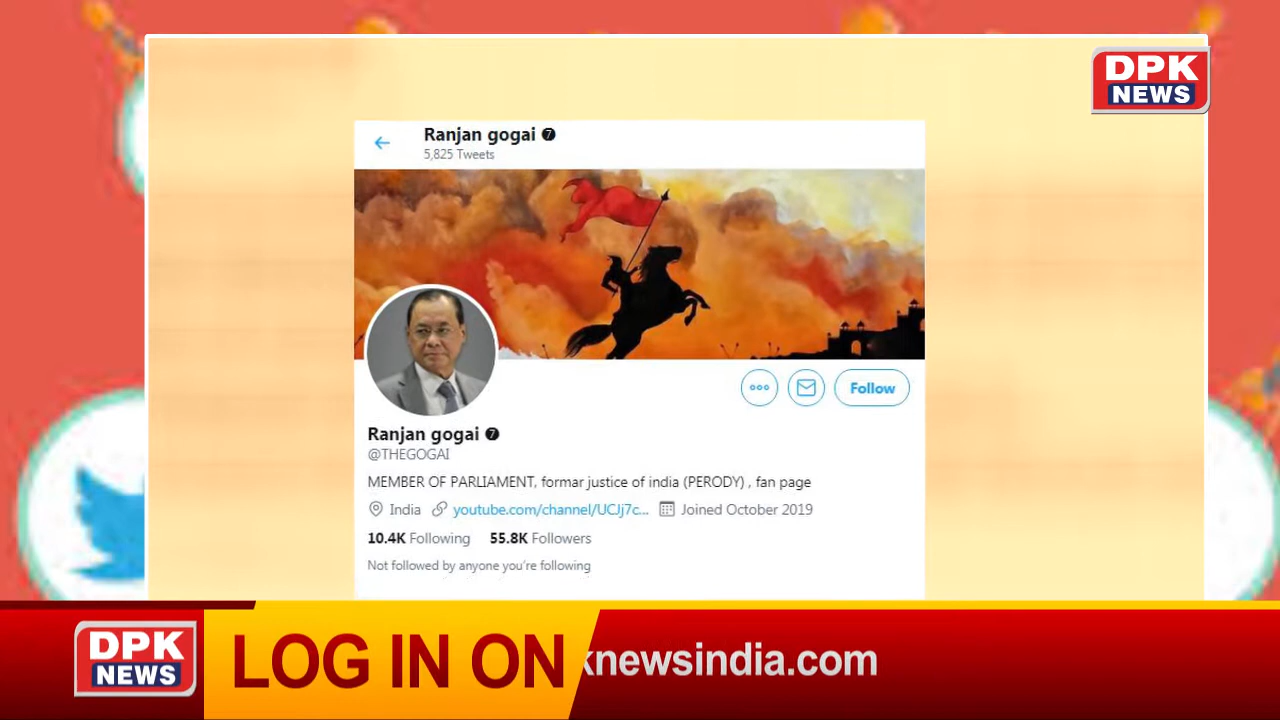 DPK
NEWS
Ranjan gogai 7
5,825 Tweets
Follow
Ranjan gogai 7
@THEGOGAI
MEMBER OF PARLIAMENT, formar justice of india (PERODY) , fan page
India youtube.com/channel/UCJj7c... Joined October 2019
10.4K Following 55.8K Followers
Not followed by anyone you're following
DPK
NEWS
LOG IN ON knewsindia.com